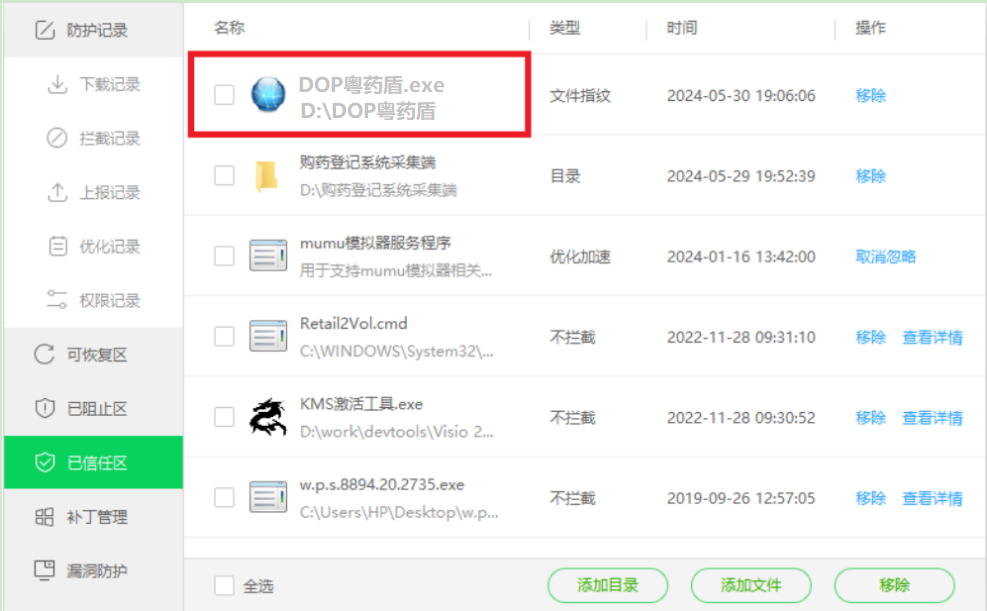 防护记录
下载记录
拦截记录
上报记录
优化记录
权限记录
可恢复区
已阻止区
已信任区
补丁管理
漏洞防护
名称 类型 时间 操作
DOP粤药盾.exe
D:\DOP粤药盾
文件指纹 2024-05-30 19:06:06 移除
购药登记系统采集端
D:\购药登记系统采集端
目录 2024-05-29 19:52:39 移除
mumu模拟器服务程序
用于支持mumu模拟器相关...
优化加速 2024-01-16 13:42:00 取消忽略
Retail2Vol.cmd
C:\WINDOWS\System32\...
不拦截 2022-11-28 09:31:10 移除 查看详情
KMS激活工具.exe
D:\work\devtools\Visio 2...
不拦截 2022-11-28 09:30:52 移除 查看详情
w.p.s.8894.20.2735.exe
C:\Users\HP\Desktop\w.p...
不拦截 2019-09-26 12:57:05 移除 查看详情
全选 添加目录 添加文件 移除